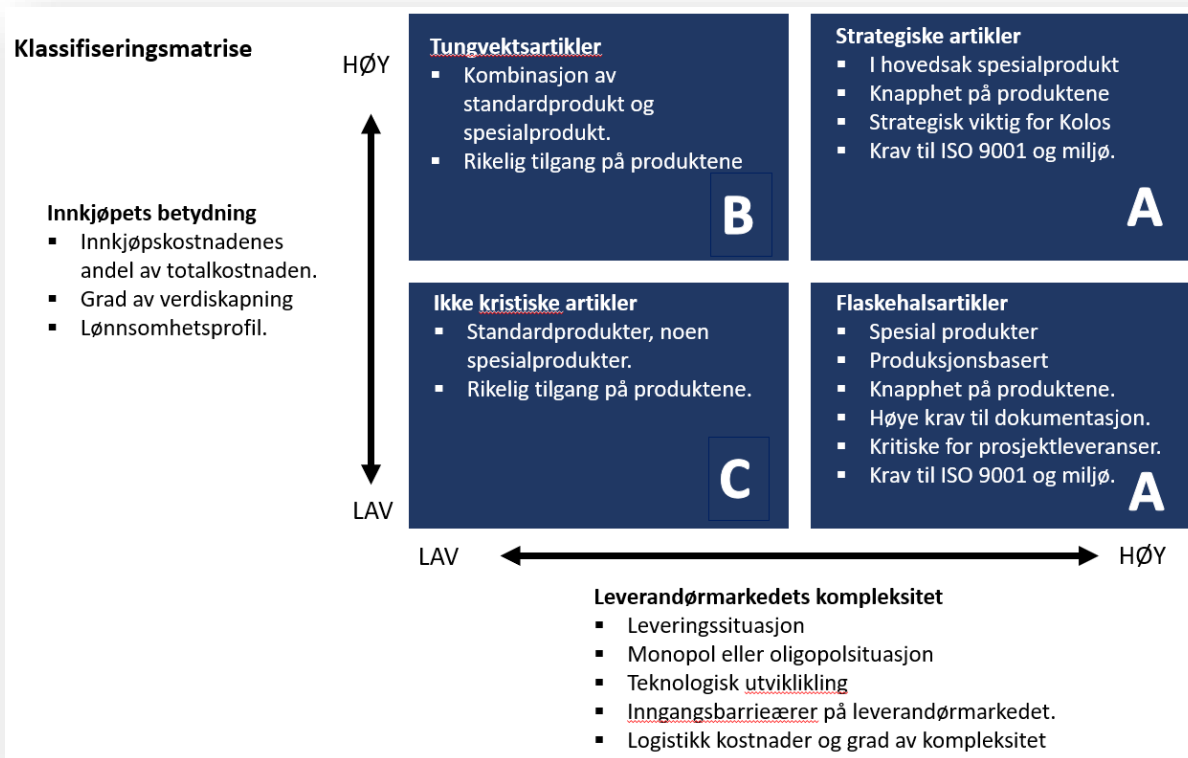 Klassifiseringsmatrise
HØY
Innkjøpets betydning
▪ Innkjøpskostnadenes
andel av totalkostnaden.
▪ Grad av verdiskapning
▪ Lønnsomhetsprofil.
LAV
Tungvektsartikler
▪ Kombinasjon av
standardprodukt og
spesialprodukt.
▪ Rikelig tilgang på produktene
B
Strategiske artikler
▪ I hovedsak spesialprodukt
▪ Knapphet på produktene
▪ Strategisk viktig for Kolos
▪ Krav til ISO 9001 og miljø.
A
Ikke kristiske artikler
▪ Standardprodukter, noen
spesialprodukter.
▪ Rikelig tilgang på produktene.
C
Flaskehalsartikler
▪ Spesial produkter
▪ Produksjonsbasert
▪ Knapphet på produktene.
▪ Høye krav til dokumentasjon.
▪ Kritiske for prosjektleveranser.
▪ Krav til ISO 9001 og miljø.
A
LAV
HØY
Leverandørmarkedets kompleksitet
▪ Leveringssituasjon
▪ Monopol eller oligopolsituasjon
▪ Teknologisk utviklikling
▪ Inngangsbarrieærer på leverandørmarkedet.
▪ Logistikk kostnader og grad av kompleksitet